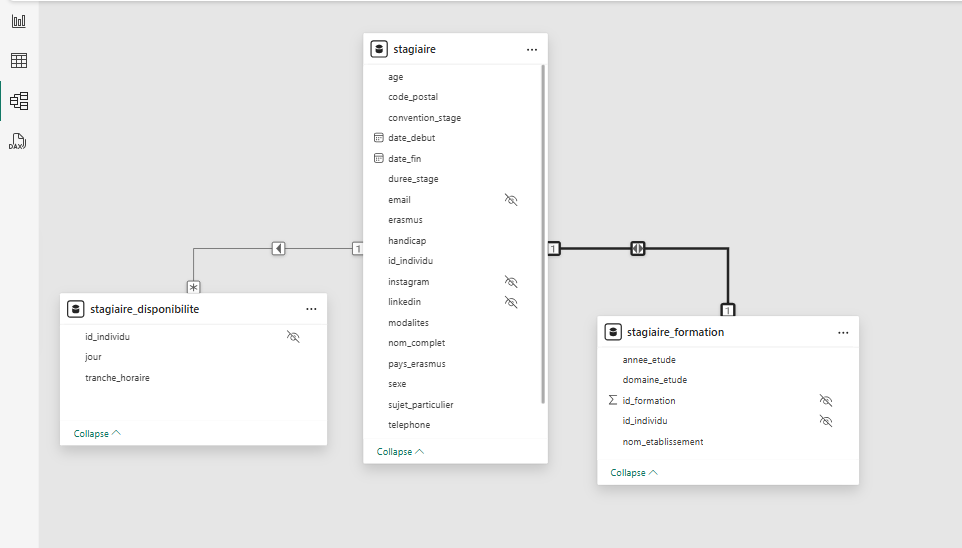 DAX
stagiaire
...
age
code_postal
convention_stage
date_debut
date_fin
duree_stage
email
erasmus
handicap
id_individu
instagram
linkedin
modalites
nom_complet
pays_erasmus
sexe
sujet_particulier
telephone
Collapse
1
*
stagiaire_disponibilite
...
id_individu
jour
tranche_horaire
Collapse
1
1
stagiaire_formation
...
annee_etude
domaine_etude
Σ id_formation
id_individu
nom_etablissement
Collapse